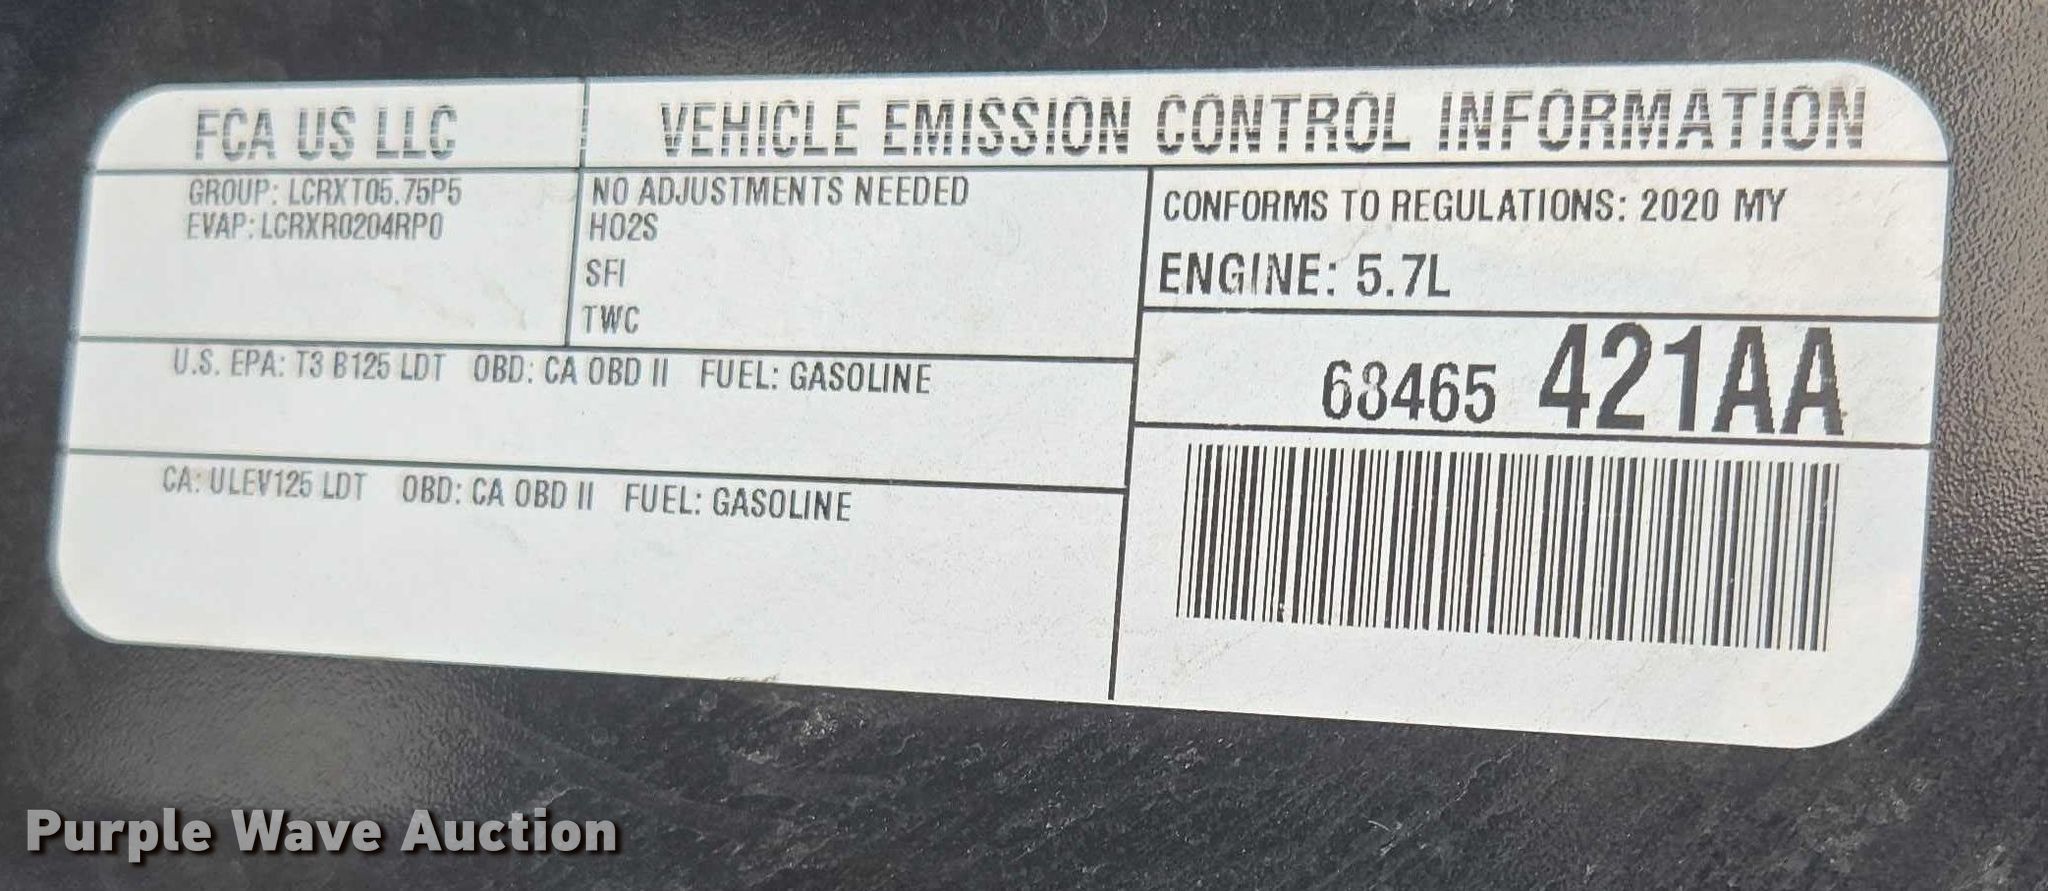 FCA US LLC
VEHICLE EMISSION CONTROL INFORMATION
GROUP: LCRXT05.75P5
EVAP: LCRXR0204RP0
NO ADJUSTMENTS NEEDED
HO2S
SFI
TWC
CONFORMS TO REGULATIONS: 2020 MY
ENGINE: 5.7L
68465 421AA
U.S. EPA: T3 B125 LDT OBD: CA OBD II FUEL: GASOLINE
CA: ULEV125 LDT OBD: CA OBD II FUEL: GASOLINE
Purple Wave Auction